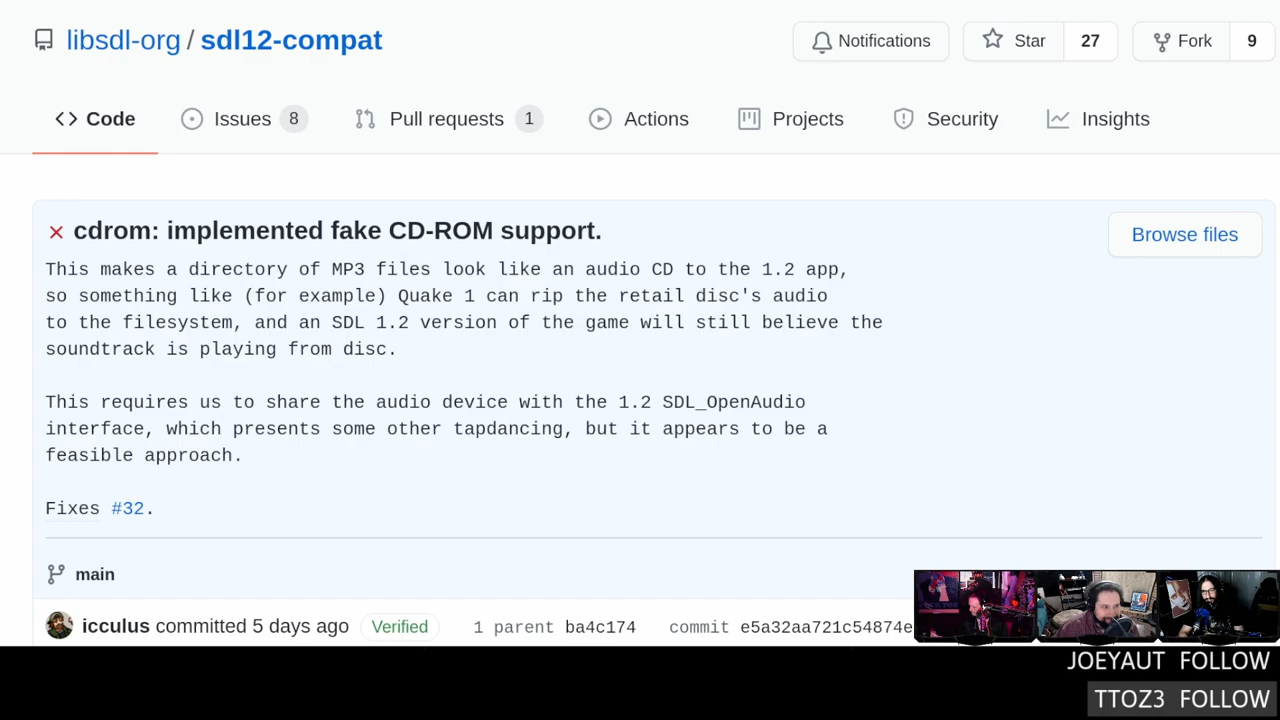 libsdl-org / sdl12-compat
Notifications
Star 27
Fork 9
Code
Issues 8
Pull requests 1
Actions
Projects
Security
Insights
cdrom: implemented fake CD-ROM support.
Browse files
This makes a directory of MP3 files look like an audio CD to the 1.2 app,
so something like (for example) Quake 1 can rip the retail disc's audio
to the filesystem, and an SDL 1.2 version of the game will still believe the
soundtrack is playing from disc.
This requires us to share the audio device with the 1.2 SDL_OpenAudio
interface, which presents some other tapdancing, but it appears to be a
feasible approach.
Fixes #32.
main
icculus committed 5 days ago Verified 1 parent ba4c174 commit e5a32aa721c54874e
JOEYAUT FOLLOW
TTOZ3 FOLLOW